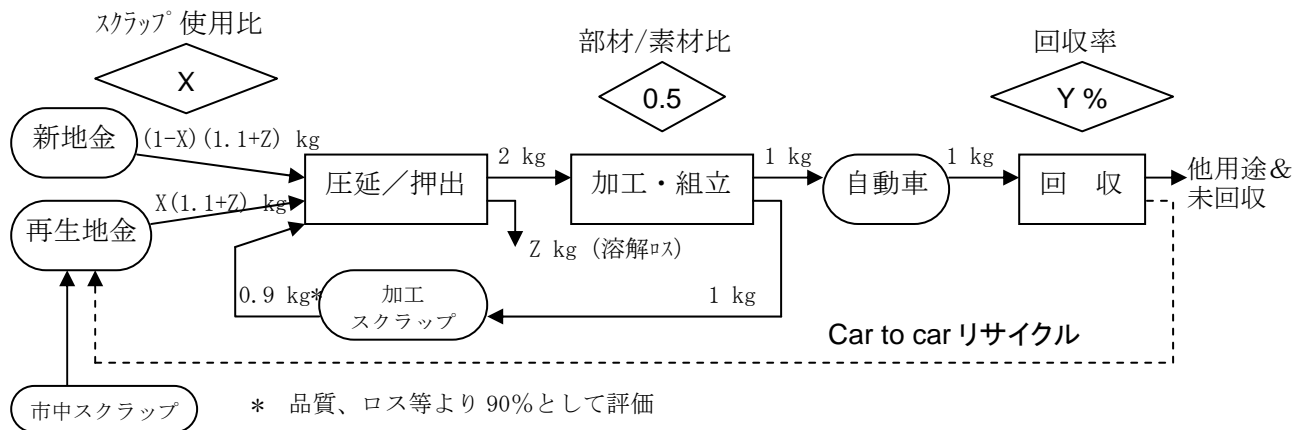 スクラップ使用比
X
部材/素材比
0.5
回収率
Y %
新地金
(1-X)(1.1+Z) kg
圧延／押出
2 kg
加工・組立
1 kg
自動車
1 kg
回　収
他用途＆
未回収
再生地金
X(1.1+Z) kg
Z kg (溶解ロス)
0.9 kg*
加工
スクラップ
1 kg
Car to car リサイクル
市中スクラップ
*　品質、ロス等より 90%として評価